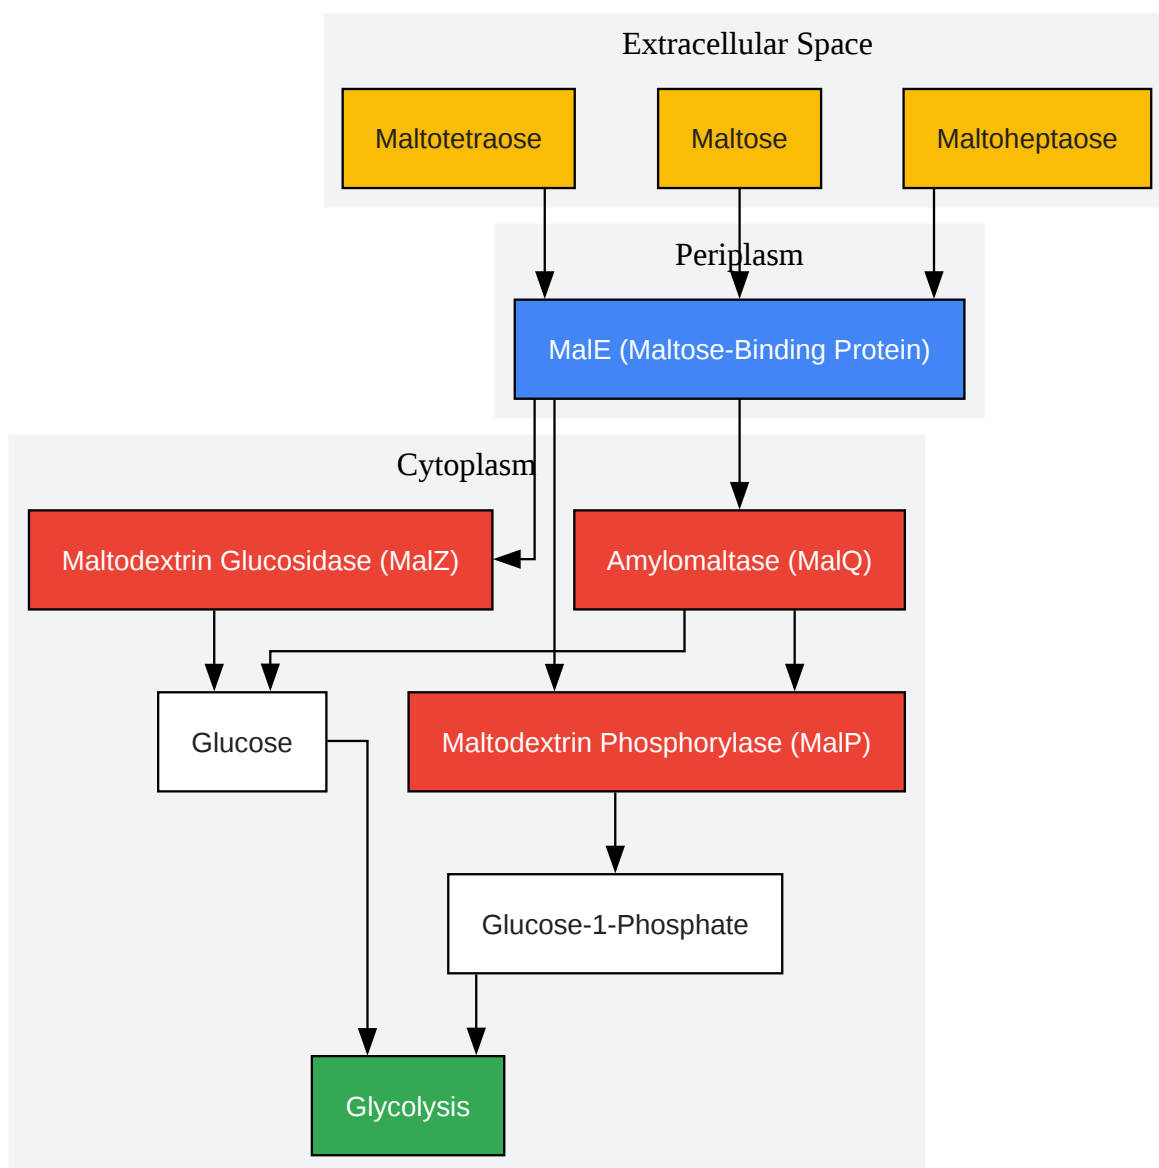 Extracellular Space
Maltotetraose
Maltose
Maltoheptaose
Periplasm
MalE (Maltose-Binding Protein)
Cytoplasm
Maltodextrin Glucosidase (MalZ)
Amylomaltase (MalQ)
Glucose
Maltodextrin Phosphorylase (MalP)
Glucose-1-Phosphate
Glycolysis